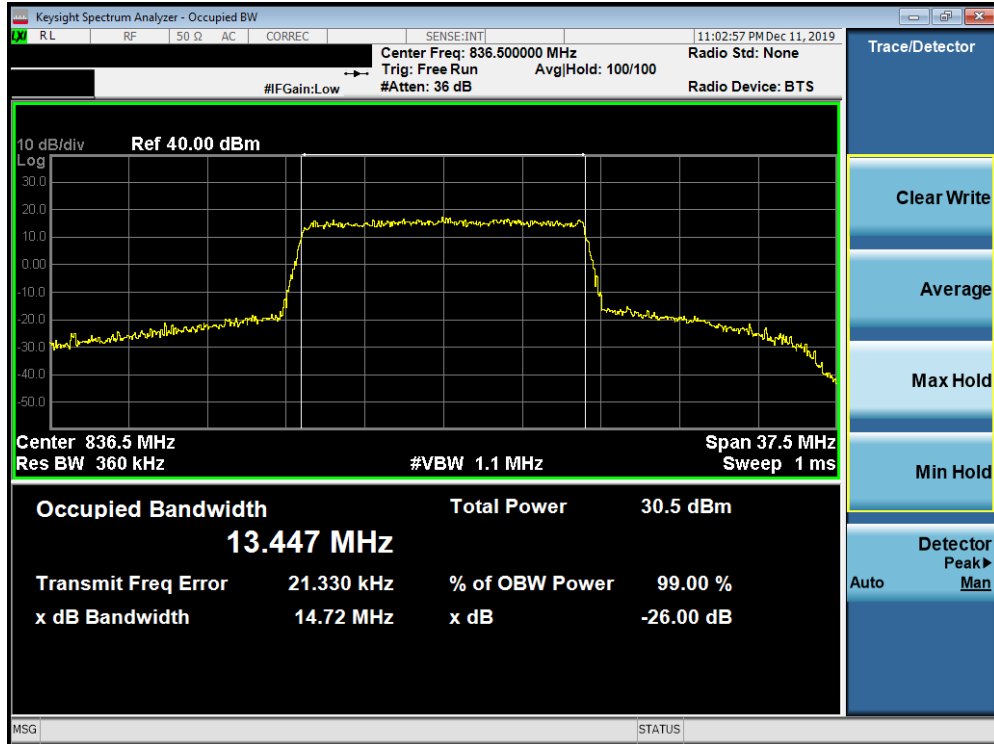 Keysight Spectrum Analyzer - Occupied BW
LXI RL RF 50 Ω AC CORREC SENSE:INT 11:02:57 PM Dec 11, 2019
Center Freq: 836.500000 MHz Radio Std: None
Trig: Free Run Avg|Hold: 100/100
#IFGain:Low #Atten: 36 dB Radio Device: BTS
10 dB/div Ref 40.00 dBm
Log
30.0
20.0
10.0
0.00
-10.0
-20.0
-30.0
-40.0
-50.0
Center 836.5 MHz Span 37.5 MHz
Res BW 360 kHz #VBW 1.1 MHz Sweep 1 ms
Occupied Bandwidth Total Power 30.5 dBm
13.447 MHz
Transmit Freq Error 21.330 kHz % of OBW Power 99.00 %
x dB Bandwidth 14.72 MHz x dB -26.00 dB
MSG STATUS
Trace/Detector
Clear Write
Average
Max Hold
Min Hold
Detector
Peak▶
Auto Man